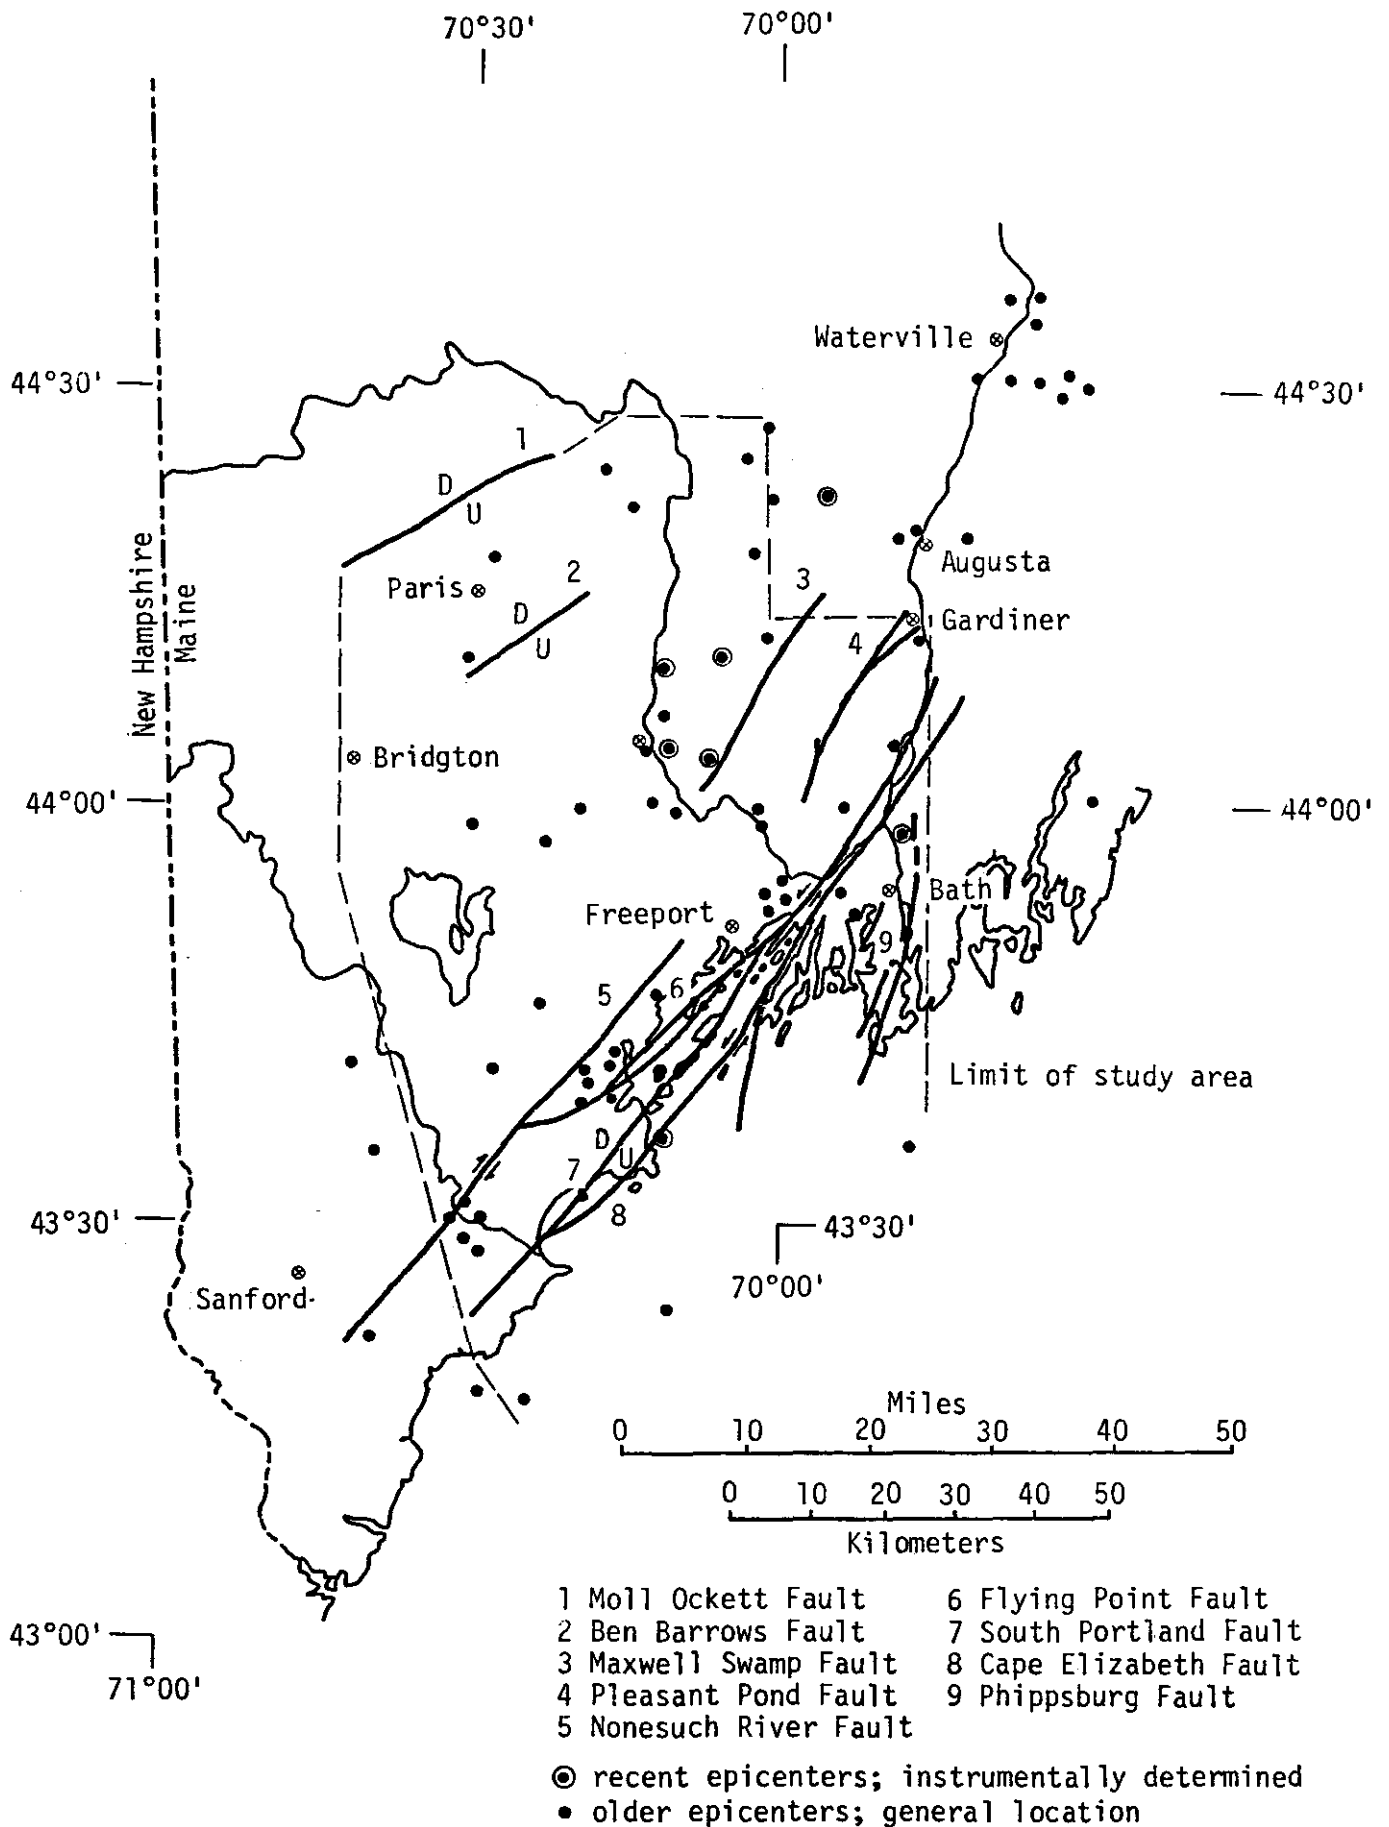 70°30'
70°00'
Waterville
44°30'
44°30'
1
D
U
Augusta
Paris
2
D
U
3
Gardiner
4
New Hampshire
Maine
Bridgton
44°00'
44°00'
Bath
Freeport
9
5
6
Limit of study area
D
U
7
8
43°30'
43°30'
70°00'
Sanford
Miles
0 10 20 30 40 50
0 10 20 30 40 50
Kilometers
43°00'
71°00'
1 Moll Ockett Fault
2 Ben Barrows Fault
3 Maxwell Swamp Fault
4 Pleasant Pond Fault
5 Nonesuch River Fault
6 Flying Point Fault
7 South Portland Fault
8 Cape Elizabeth Fault
9 Phippsburg Fault
recent epicenters; instrumentally determined
older epicenters; general location